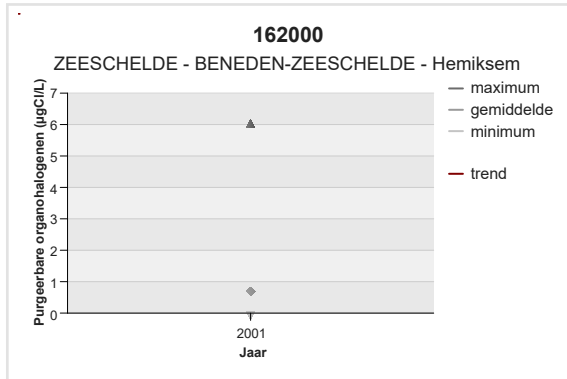 162000
ZEESCHELDE - BENEDEN-ZEESCHELDE - Hemiksem
Purgeerbare organohalogenen (µgCl/L)
7
6
5
4
3
2
1
0
2001
Jaar
maximum
gemiddelde
minimum
trend